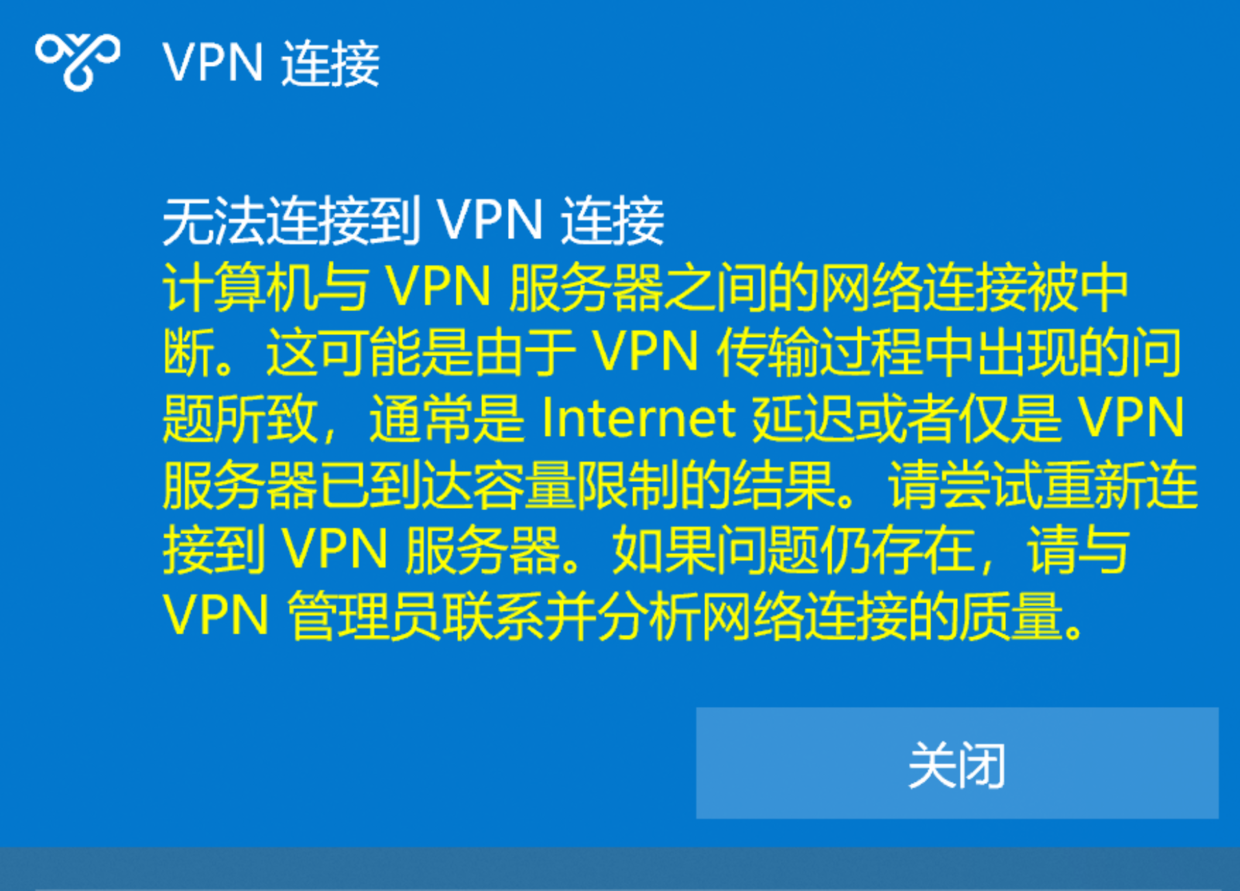 VPN 连接
无法连接到 VPN 连接
计算机与 VPN 服务器之间的网络连接被中
断。这可能是由于 VPN 传输过程中出现的问
题所致，通常是 Internet 延迟或者仅是 VPN
服务器已到达容量限制的结果。请尝试重新连
接到 VPN 服务器。如果问题仍存在，请与
VPN 管理员联系并分析网络连接的质量。
关闭